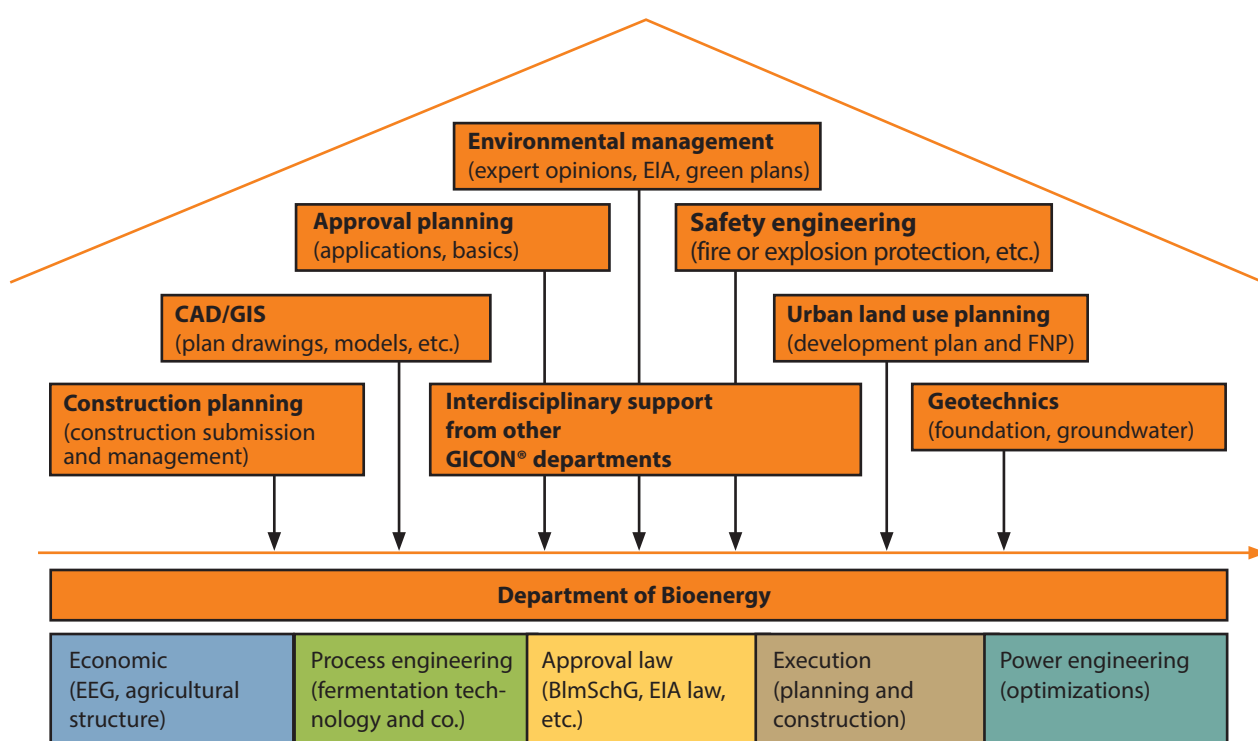 Environmental management
(expert opinions, EIA, green plans)
Approval planning
(applications, basics)
Safety engineering
(fire or explosion protection, etc.)
CAD/GIS
(plan drawings, models, etc.)
Urban land use planning
(development plan and FNP)
Construction planning
(construction submission
and management)
Interdisciplinary support
from other
GICON® departments
Geotechnics
(foundation, groundwater)
Department of Bioenergy
Economic
(EEG, agricultural
structure)
Process engineering
(fermentation tech-
nology and co.)
Approval law
(BlmSchG, EIA law,
etc.)
Execution
(planning and
construction)
Power engineering
(optimizations)